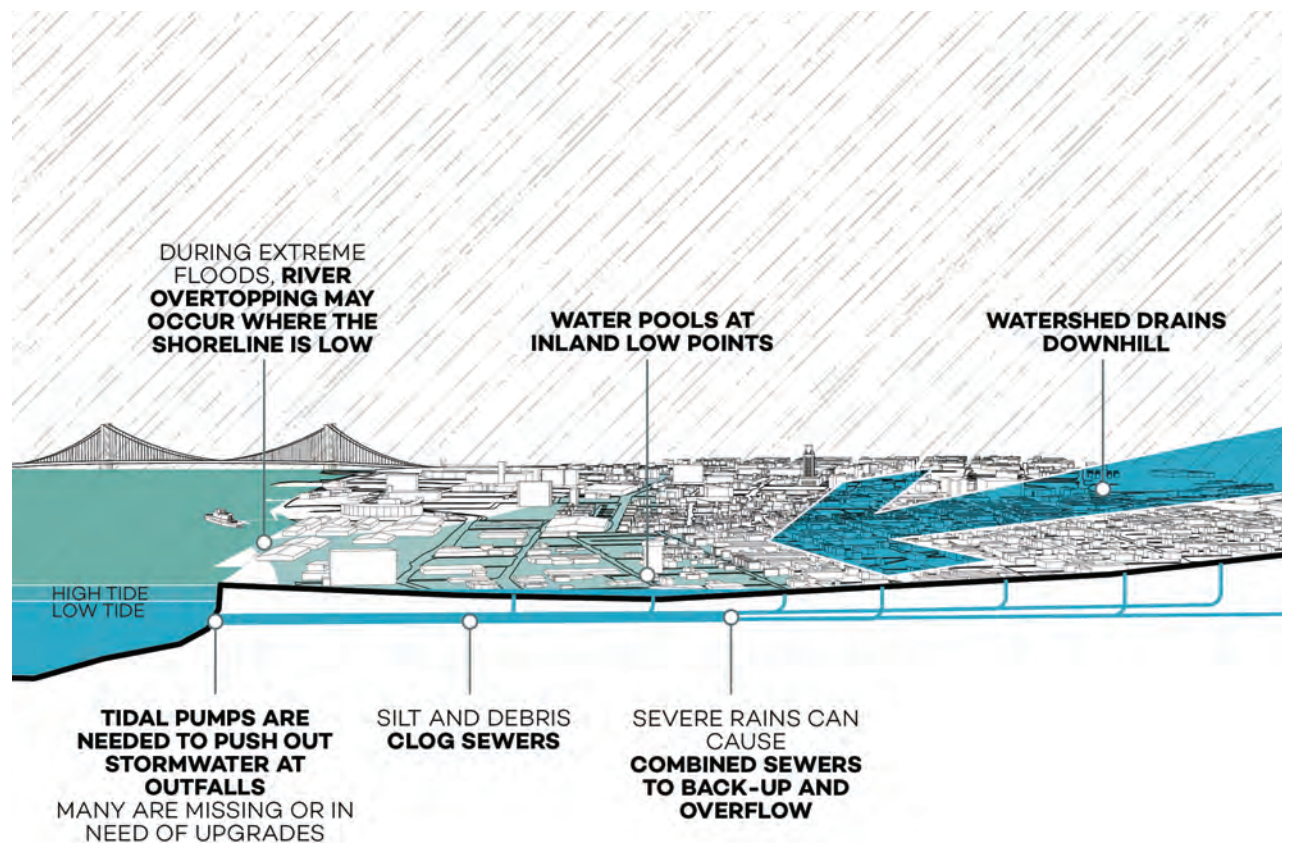 DURING EXTREME
FLOODS, RIVER
OVERTOPPING MAY
OCCUR WHERE THE
SHORELINE IS LOW
WATER POOLS AT
INLAND LOW POINTS
WATERSHED DRAINS
DOWNHILL
HIGH TIDE
LOW TIDE
TIDAL PUMPS ARE
NEEDED TO PUSH OUT
STORMWATER AT
OUTFALLS
MANY ARE MISSING OR IN
NEED OF UPGRADES
SILT AND DEBRIS
CLOG SEWERS
SEVERE RAINS CAN
CAUSE
COMBINED SEWERS
TO BACK-UP AND
OVERFLOW